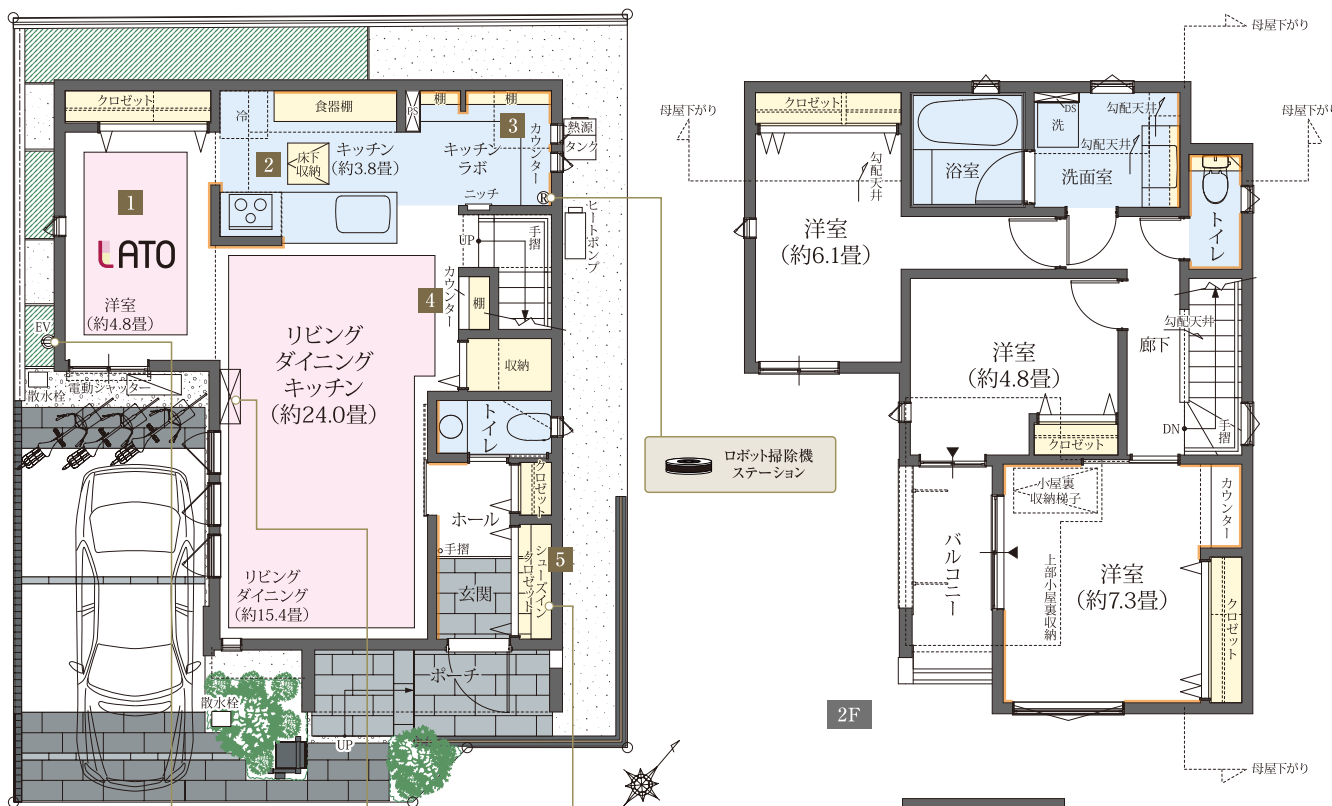 クロゼット
冷
食器棚
PS
棚
棚
3
カウンター
熱源
タンク
2
床下
収納
キッチン
(約3.8畳)
キッチン
ラボ
1
LATO
洋室
(約4.8畳)
ニッチ
R
ヒートポンプ
UP
手摺
カウンター
4
棚
リビング
ダイニング
キッチン
(約24.0畳)
収納
EV
散水栓
電動シャッター
トイレ
クロゼット
ホール
手摺
シューズイン
クロゼット
5
玄関
リビング
ダイニング
(約15.4畳)
ポーチ
散水栓
UP
ロボット掃除機
ステーション
母屋下がり
母屋下がり
母屋下がり
クロゼット
勾配天井
浴室
洗
DS
勾配天井
勾配天井
洗面室
トイレ
洋室
(約6.1畳)
洋室
(約4.8畳)
勾配天井
廊下
クロゼット
DN
手摺
小屋裏
収納梯子
カウンター
バルコニー
上部小屋裏収納
洋室
(約7.3畳)
クロゼット
2F
母屋下がり